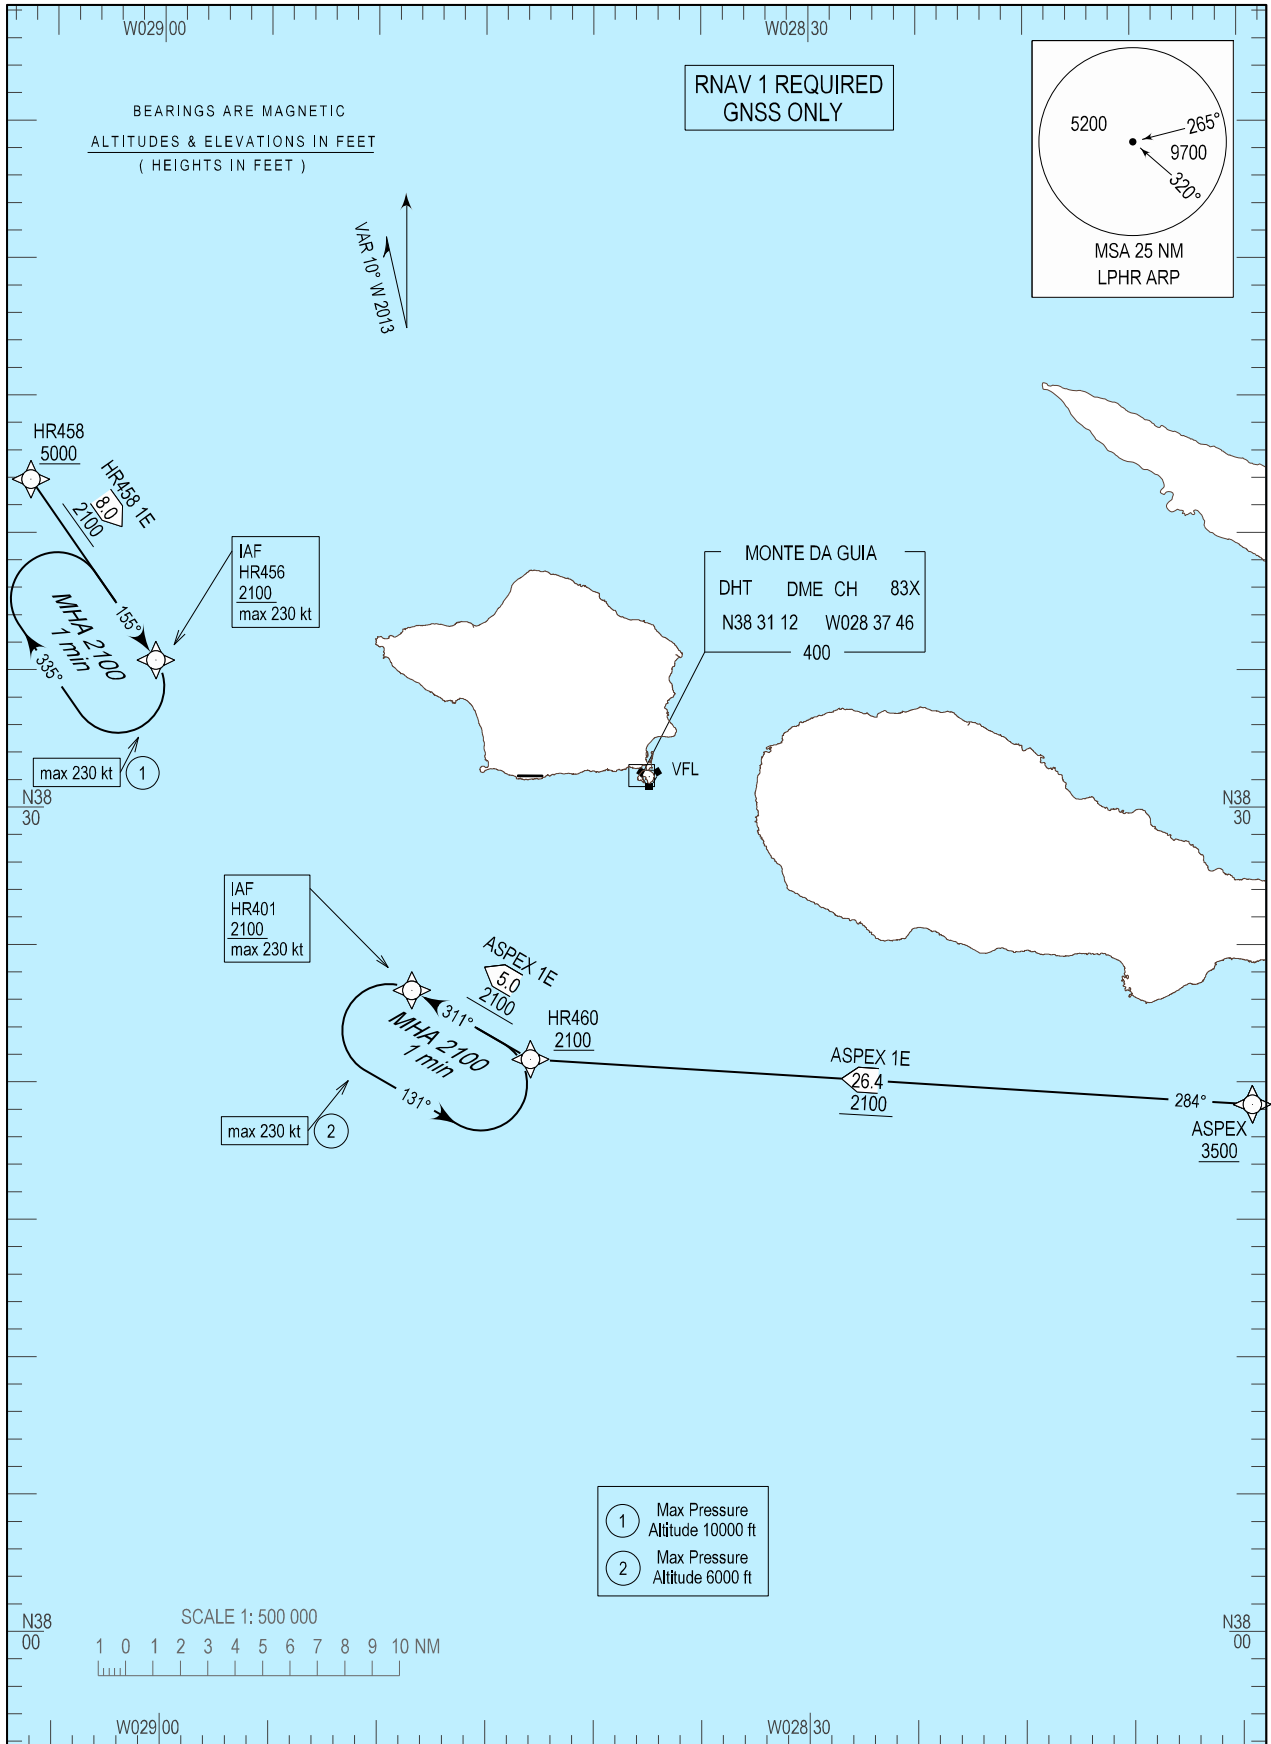 W029 00
W028 30
RNAV 1 REQUIRED
GNSS ONLY
BEARINGS ARE MAGNETIC
ALTITUDES & ELEVATIONS IN FEET
( HEIGHTS IN FEET )
5200
265°
9700
320°
MSA 25 NM
LPHR ARP
VAR 10° W 2013
HR458
5000
HR458 1E
8.0
2100
IAF
HR456
2100
max 230 kt
155°
MHA 2100
1 min
335°
max 230 kt
1
MONTE DA GUIA
DHT DME CH 83X
N38 31 12 W028 37 46
400
VFL
N38
30
N38
30
IAF
HR401
2100
max 230 kt
ASPEX 1E
5.0
2100
311°
MHA 2100
1 min
131°
max 230 kt
2
HR460
2100
ASPEX 1E
26.4
2100
284°
ASPEX
3500
1 Max Pressure
Altitude 10000 ft
2 Max Pressure
Altitude 6000 ft
SCALE 1: 500 000
1 0 1 2 3 4 5 6 7 8 9 10 NM
N38
00
N38
00
W029 00
W028 30